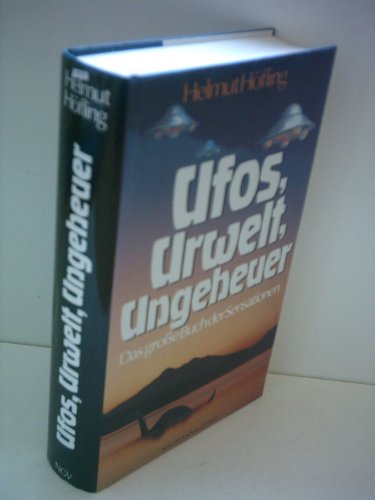 Helmut
Höfling
Ufos, Urwelt, Ungeheuer
NGV
Helmut Höfling
Ufos,
Urwelt,
Ungeheuer
Das große Buch der Sensationen